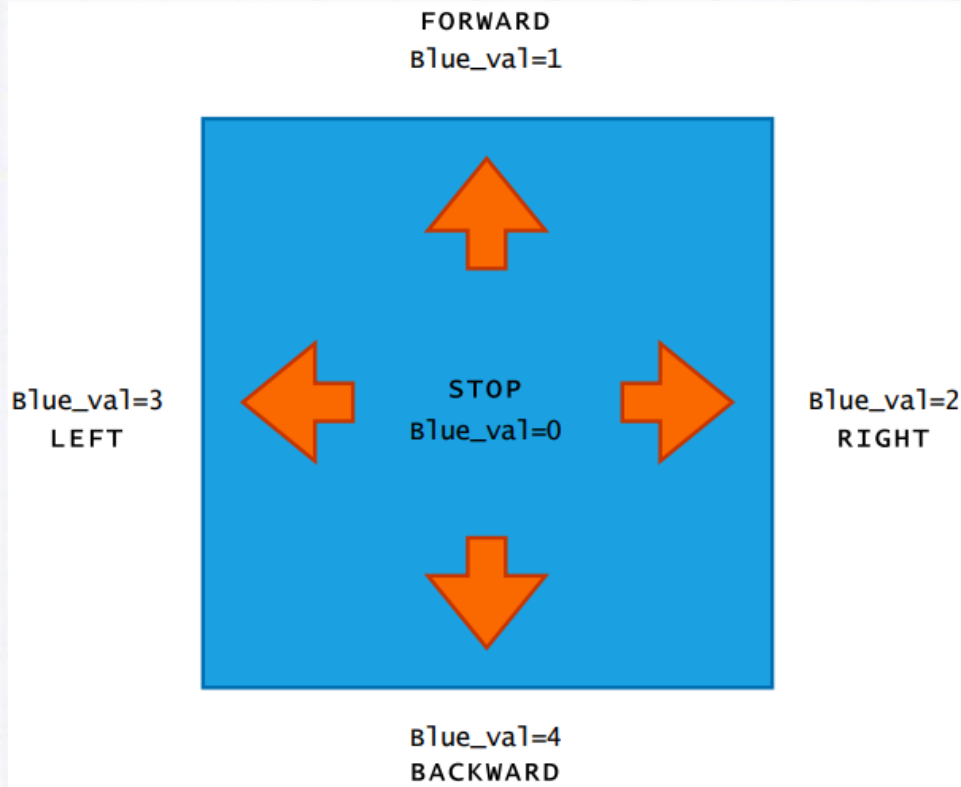 FORWARD
Blue_val=1
Blue_val=3
LEFT
STOP
Blue_val=0
Blue_val=2
RIGHT
Blue_val=4
BACKWARD